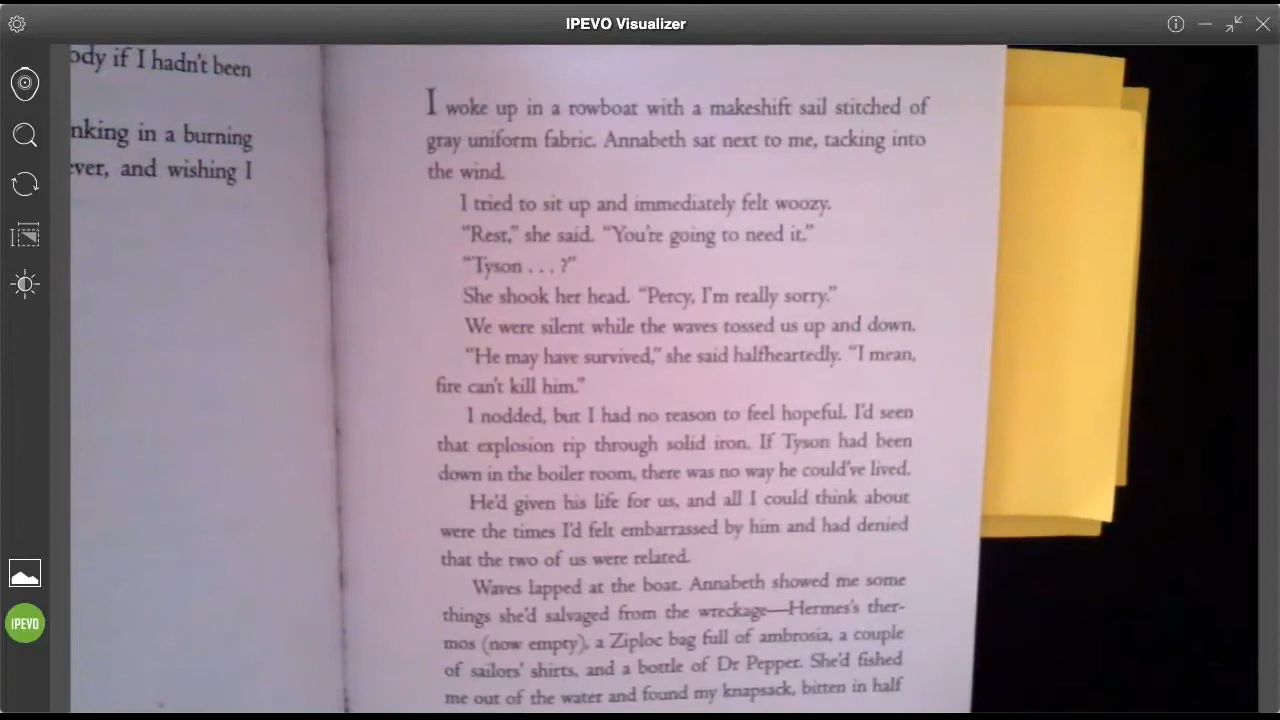 IPEVO Visualizer
ody if I hadn't been
nking in a burning
ever, and wishing I
I woke up in a rowboat with a makeshift sail stitched of
gray uniform fabric. Annabeth sat next to me, tacking into
the wind.
I tried to sit up and immediately felt woozy.
"Rest," she said. "You're going to need it."
"Tyson . . . ?"
She shook her head. "Percy, I'm really sorry."
We were silent while the waves tossed us up and down.
"He may have survived," she said halfheartedly. "I mean,
fire can't kill him."
I nodded, but I had no reason to feel hopeful. I'd seen
that explosion rip through solid iron. If Tyson had been
down in the boiler room, there was no way he could've lived.
He'd given his life for us, and all I could think about
were the times I'd felt embarrassed by him and had denied
that the two of us were related.
Waves lapped at the boat. Annabeth showed me some
things she'd salvaged from the wreckage—Hermes's ther-
mos (now empty), a Ziploc bag full of ambrosia, a couple
of sailors' shirts, and a bottle of Dr Pepper. She'd fished
me out of the water and found my knapsack, bitten in half
IPEVO